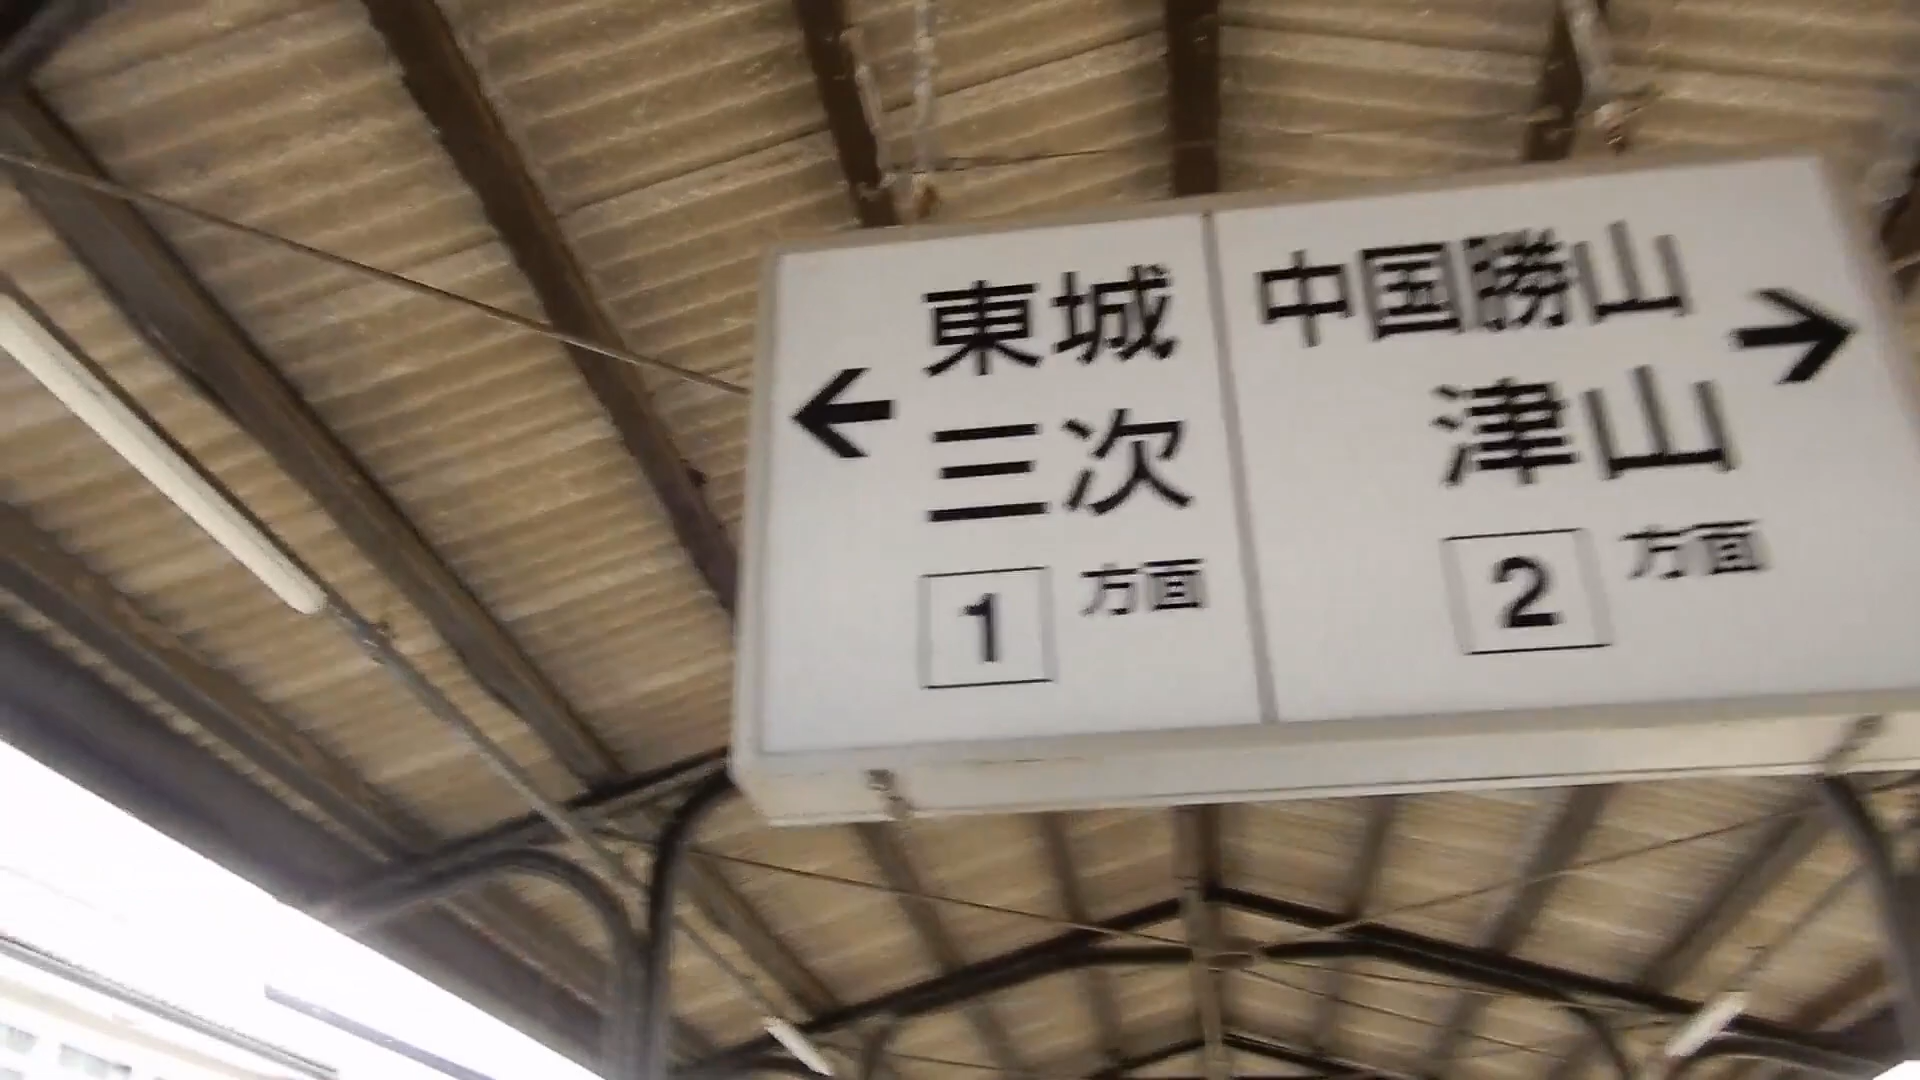 東城
三次
1 方面
中国勝山
津山
2 方面